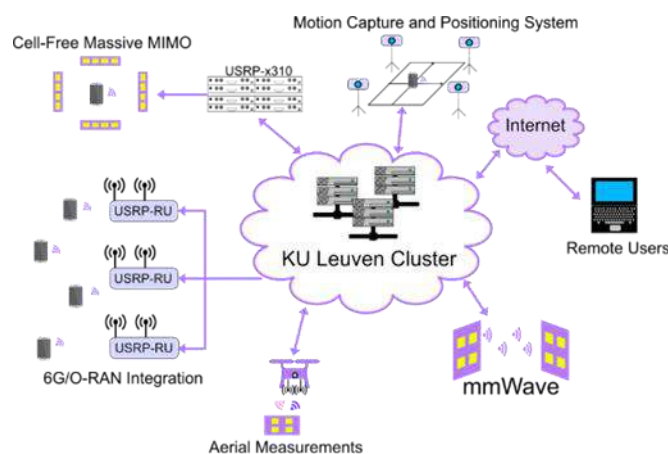 Motion Capture and Positioning System
Cell-Free Massive MIMO
USRP-x310
Internet
USRP-RU
KU Leuven Cluster
Remote Users
USRP-RU
USRP-RU
6G/O-RAN Integration
mmWave
Aerial Measurements